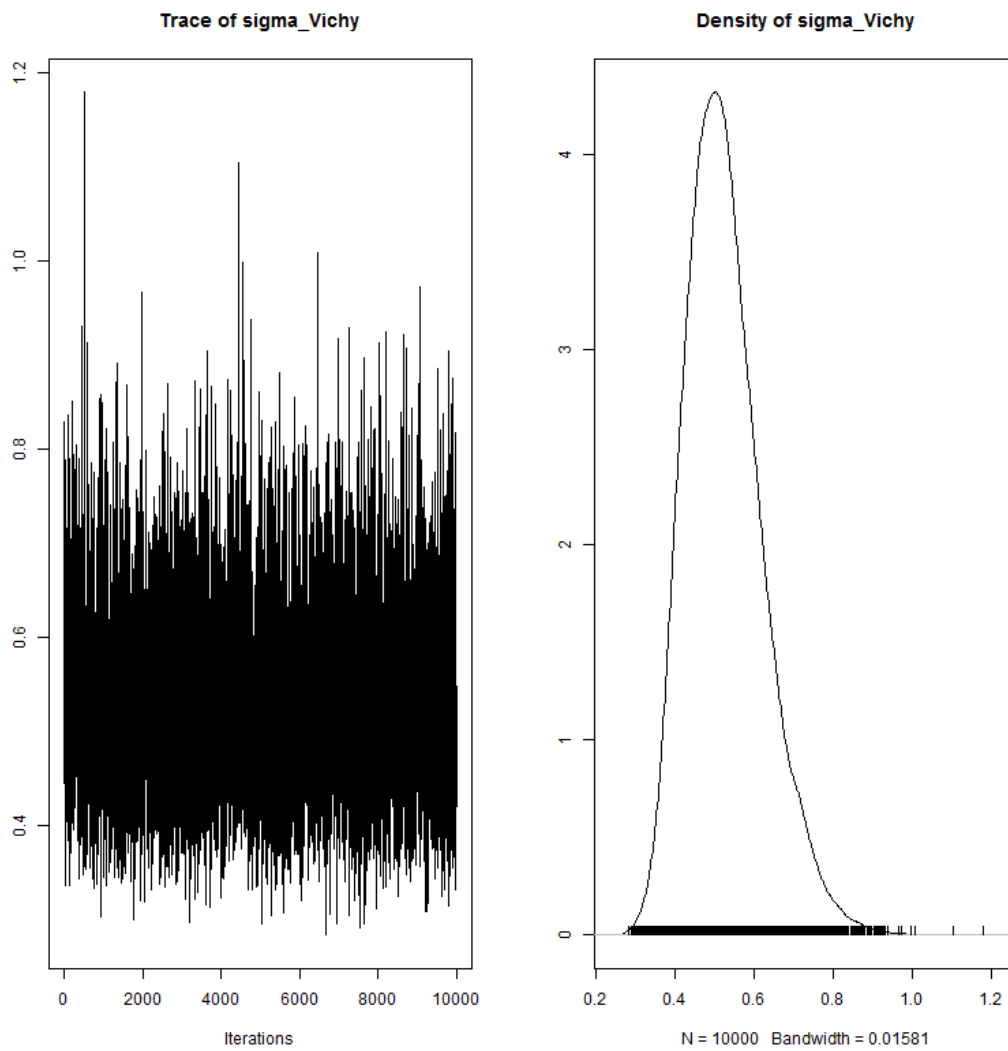 Trace of sigma_Vichy
1.2
1.0
0.8
0.6
0.4
0 2000 4000 6000 8000 10000
Iterations
Density of sigma_Vichy
4
3
2
1
0
0.2 0.4 0.6 0.8 1.0 1.2
N = 10000 Bandwidth = 0.01581